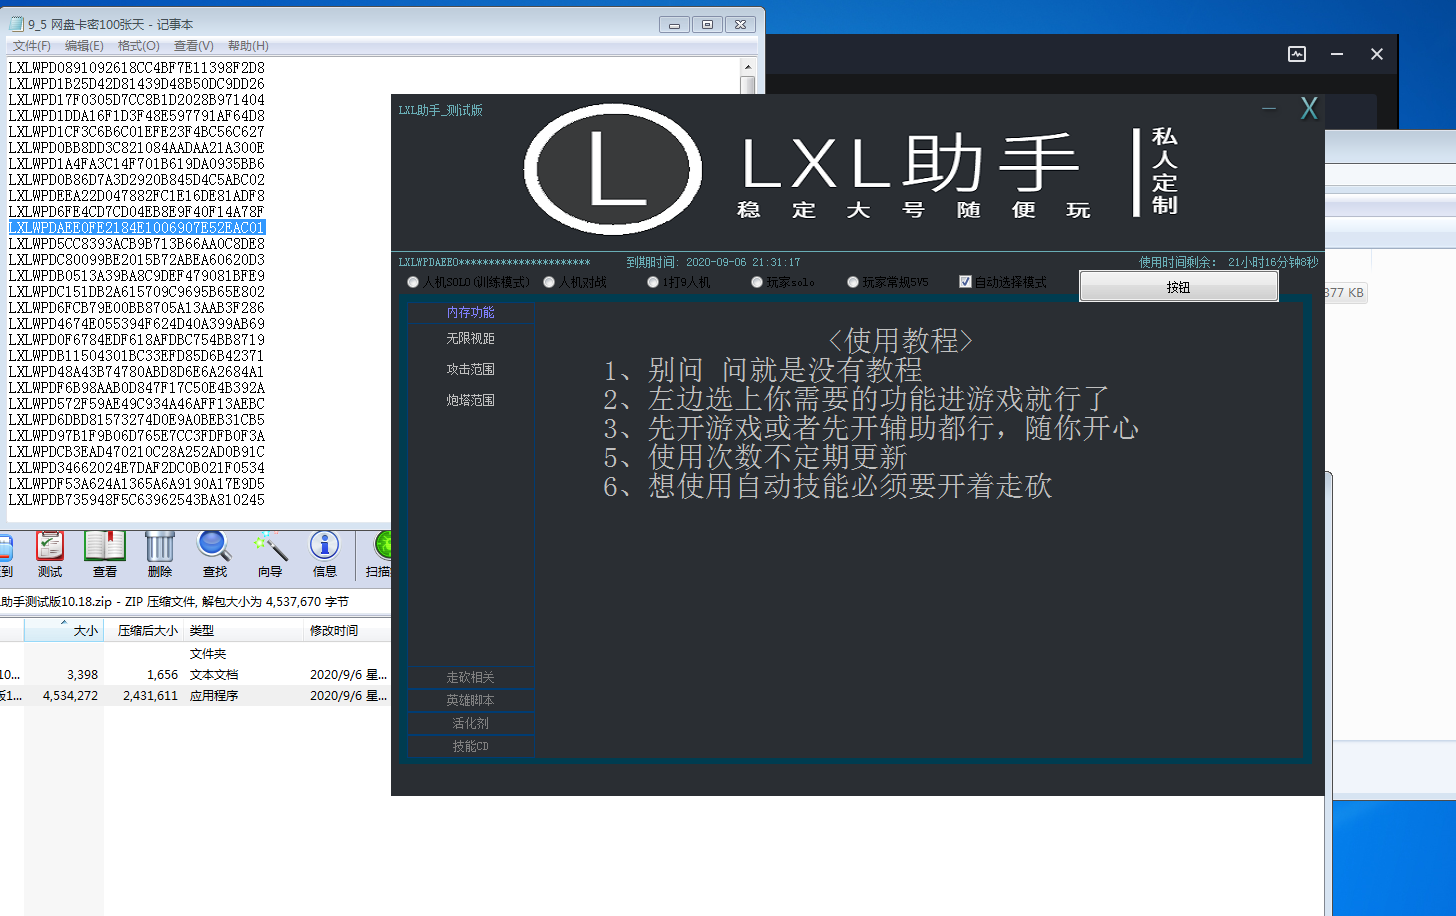 9_5 网盘卡密100张天 - 记事本
文件(F) 编辑(E) 格式(O) 查看(V) 帮助(H)
LXLWPD0891092618CC4BF7E11398F2D8
LXLWPD1B25D42D81439D48B50DC9DD26
LXLWPD17F0305D7CC8B1D2028B971404
LXLWPD1DDA16F1D3F48E597791AF64D8
LXLWPD1CF3C6B6C01EFE23F4BC56C627
LXLWPD0BB8DD3C821084AADAA21A300E
LXLWPD1A4FA3C14F701B619DA0935BB6
LXLWPD0B86D7A3D2920B845D4C5ABC02
LXLWPDEEA22D047882FC1E16DE81ADF8
LXLWPD6FE4CD7CD04EB8E9F40F14A78F
LXLWPDAEE0FE2184E1006907E52EAC01
LXLWPD5CC8393ACB9B713B66AA0C8DE8
LXLWPDC80099BE2015B72ABEA60620D3
LXLWPDB0513A39BA8C9DEF479081BFE9
LXLWPDC151DB2A615709C9695B65E802
LXLWPD6FCB79E00BB8705A13AAB3F286
LXLWPD4674E055394F624D40A399AB69
LXLWPD0F6784EDF618AFDBC754BB8719
LXLWPDB11504301BC33EFD85D6B42371
LXLWPD48A43B74780ABD8D6E6A2684A1
LXLWPDF6B98AAB0D847F17C50E4B392A
LXLWPD572F59AE49C934A46AFF13AEBC
LXLWPD6DBD81573274D0E9A0BEB31CB5
LXLWPD97B1F9B06D765E7CC3FDFB0F3A
LXLWPDCB3EAD470210C28A252AD0B91C
LXLWPD34662024E7DAF2DC0B021F0534
LXLWPDF53A624A1365A6A9190A17E9D5
LXLWPDB735948F5C63962543BA810245
LXL助手_测试版
X
L
LXL助手
稳定大号随便玩
私人定制
LXLWPDAEE0********************** 到期时间: 2020-09-06 21:31:17 使用时间剩余: 21小时16分钟8秒
人机SOLO(训练模式) 人机对战 1打9人机 玩家solo 玩家常规5V5 自动选择模式 按钮
377 KB
内存功能
无限视距
攻击范围
炮塔范围
走砍相关
英雄脚本
活化剂
技能CD
<使用教程>
1、别问 问就是没有教程
2、左边选上你需要的功能进游戏就行了
3、先开游戏或者先开辅助都行，随你开心
5、使用次数不定期更新
6、想使用自动技能必须要开着走砍
到 测试 查看 删除 查找 向导 信息 扫描
助手测试版10.18.zip - ZIP 压缩文件, 解包大小为 4,537,670 字节
大小 压缩后大小 类型 修改时间
文件夹
10... 3,398 1,656 文本文档 2020/9/6 星...
版1... 4,534,272 2,431,611 应用程序 2020/9/6 星...